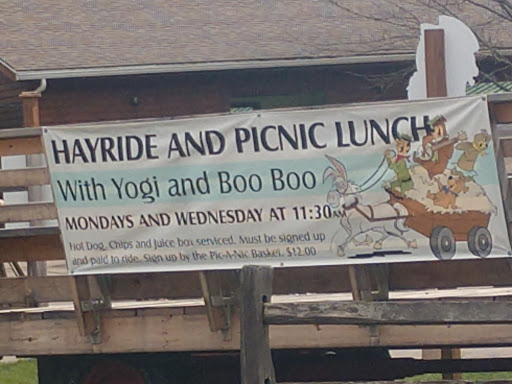 HAYRIDE AND PICNIC LUNCH
With Yogi and Boo Boo
MONDAYS AND WEDNESDAY AT 11:30AM
Hot Dog, Chips and Juice box serviced. Must be signed up
and paid to ride. Sign up by the Pic-A-Nic Basket. $12.00